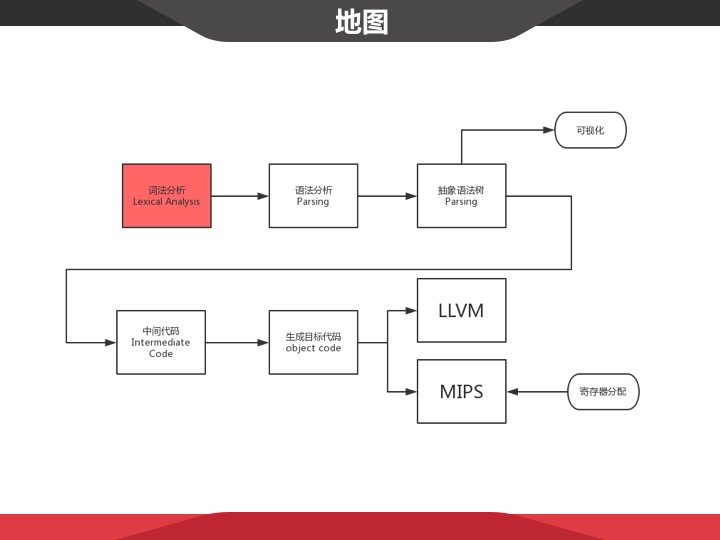 地图
可视化
词法分析
Lexical Analysis
语法分析
Parsing
抽象语法树
Parsing
中间代码
Intermediate
Code
生成目标代码
object code
LLVM
MIPS
寄存器分配